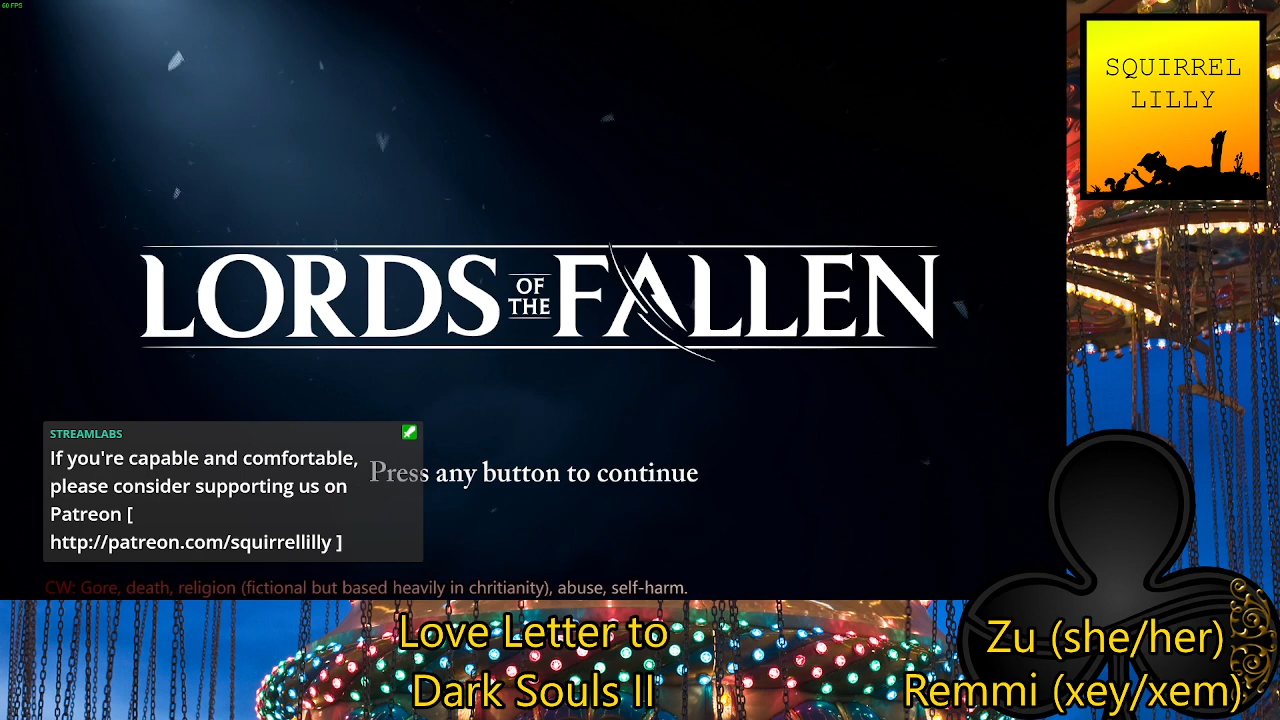 60 FPS
SQUIRREL
LILLY
LORDS OF THE FALLEN
STREAMLABS
If you're capable and comfortable,
please consider supporting us on
Patreon [
http://patreon.com/squirrellilly ]
Press any button to continue
CW: Gore, death, religion (fictional but based heavily in chritianity), abuse, self-harm.
Love Letter to
Dark Souls II
Zu (she/her)
Remmi (xey/xem)